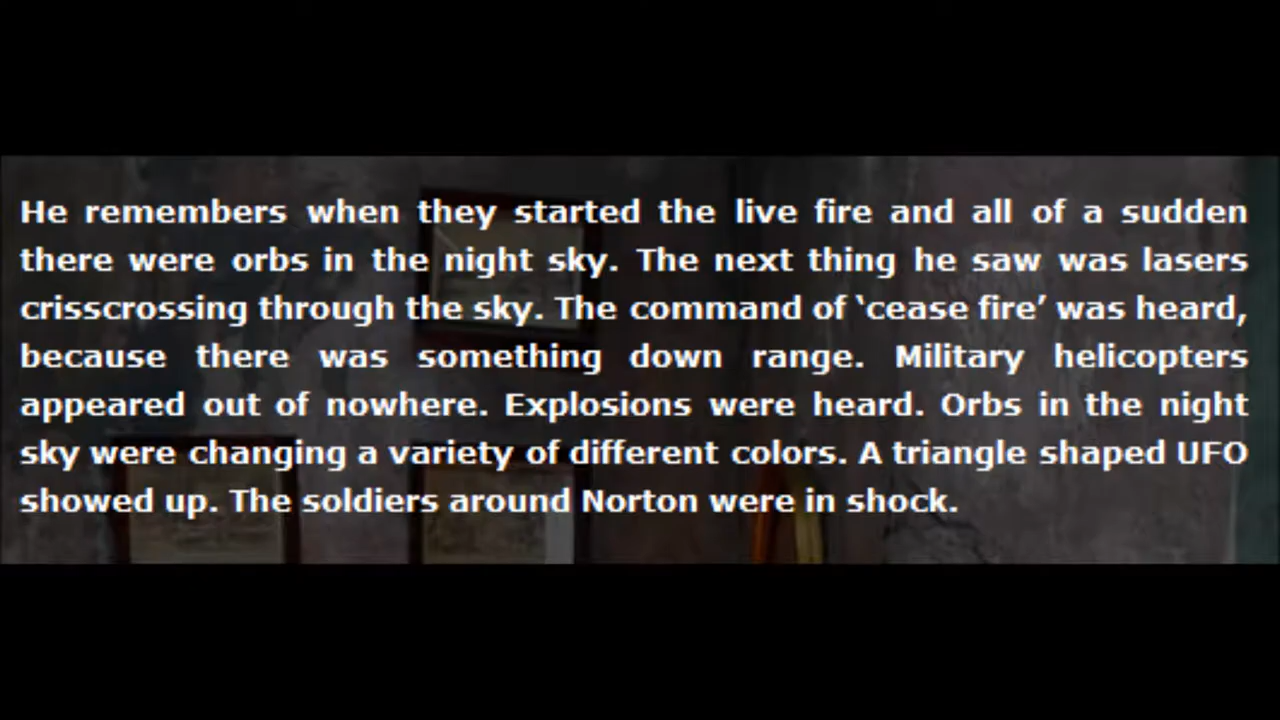 He remembers when they started the live fire and all of a sudden
there were orbs in the night sky. The next thing he saw was lasers
crisscrossing through the sky. The command of ‘cease fire’ was heard,
because there was something down range. Military helicopters
appeared out of nowhere. Explosions were heard. Orbs in the night
sky were changing a variety of different colors. A triangle shaped UFO
showed up. The soldiers around Norton were in shock.